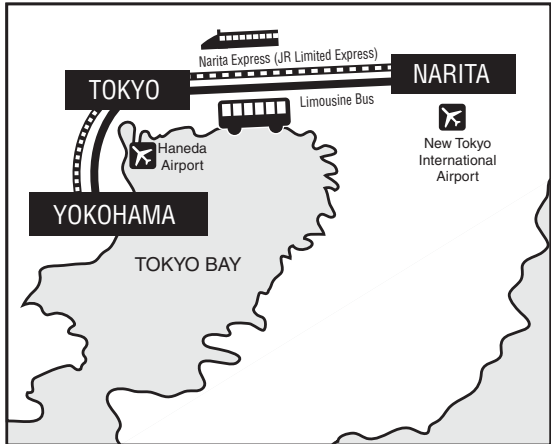 Narita Express (JR Limited Express)
TOKYO
NARITA
Limousine Bus
Haneda
Airport
New Tokyo
International
Airport
YOKOHAMA
TOKYO BAY